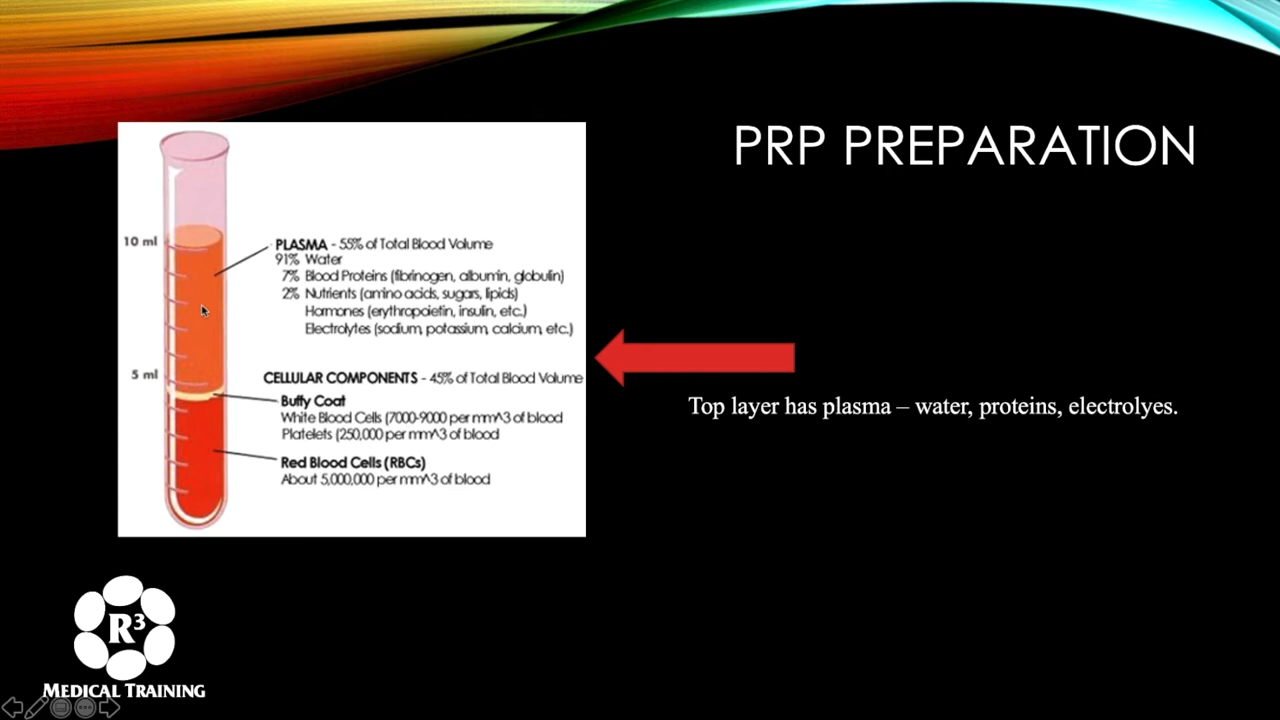 PRP PREPARATION
10 ml
PLASMA - 55% of Total Blood Volume
91% Water
7% Blood Proteins (fibrinogen, albumin, globulin)
2% Nutrients (amino acids, sugars, lipids)
Hormones (erythropoietin, insulin, etc.)
Electrolytes (sodium, potassium, calcium, etc.)
5 ml
CELLULAR COMPONENTS - 45% of Total Blood Volume
Buffy Coat
White Blood Cells (7000-9000 per mm^3 of blood
Platelets (250,000 per mm^3 of blood
Red Blood Cells (RBCs)
About 5,000,000 per mm^3 of blood
Top layer has plasma – water, proteins, electrolyes.
R3
MEDICAL TRAINING